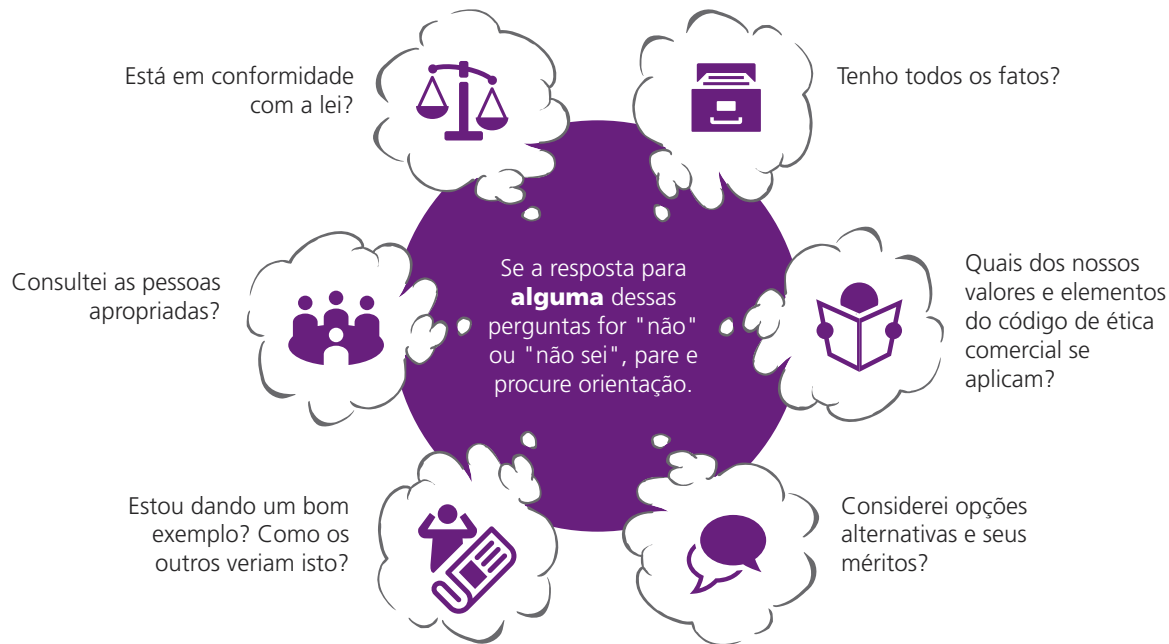 Está em conformidade
com a lei?
Tenho todos os fatos?
Consultei as pessoas
apropriadas?
Se a resposta para
alguma dessas
perguntas for "não"
ou "não sei", pare e
procure orientação.
Quais dos nossos
valores e elementos
do código de ética
comercial se
aplicam?
Estou dando um bom
exemplo? Como os
outros veriam isto?
Considerei opções
alternativas e seus
méritos?